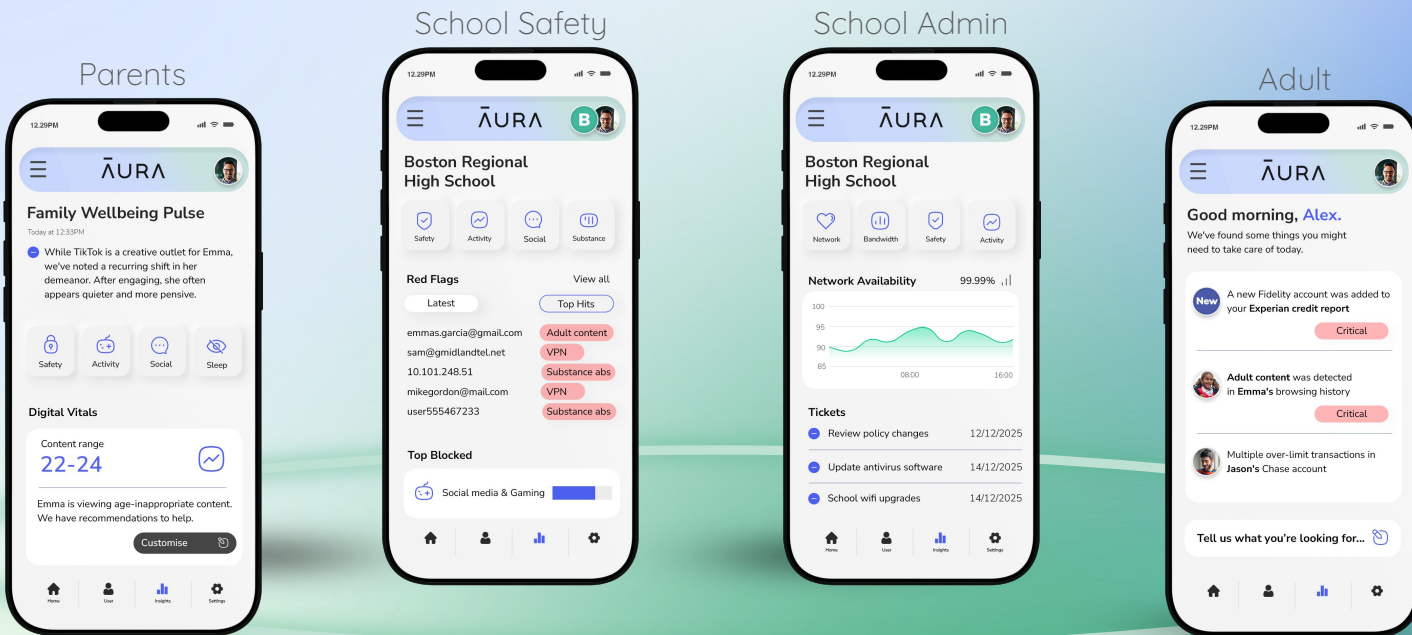 Parents
12.29PM
ĀURA
Family Wellbeing Pulse
Today at 12:33PM
While TikTok is a creative outlet for Emma,
we've noted a recurring shift in her
demeanor. After engaging, she often
appears quieter and more pensive.
Safety
Activity
Social
Sleep
Digital Vitals
Content range
22-24
Emma is viewing age-inappropriate content.
We have recommendations to help.
Customise
Home
User
Insights
Settings
School Safety
12.29PM
ĀURA
B
Boston Regional
High School
Safety
Activity
Social
Substance
Red Flags
View all
Latest
Top Hits
emmas.garcia@gmail.com Adult content
sam@gmidlandtel.net VPN
10.101.248.51 Substance abs
mikegordon@mail.com VPN
user555467233 Substance abs
Top Blocked
Social media & Gaming
School Admin
12.29PM
ĀURA
B
Boston Regional
High School
Network
Bandwidth
Safety
Activity
Network Availability 99.99%
100
95
90
85
08:00
16:00
Tickets
Review policy changes 12/12/2025
Update antivirus software 14/12/2025
School wifi upgrades 14/12/2025
Home
User
Insights
Settings
Adult
12.29PM
ĀURA
Good morning, Alex.
We've found some things you might
need to take care of today.
New
A new Fidelity account was added to
your Experian credit report
Critical
Adult content was detected
in Emma's browsing history
Critical
Multiple over-limit transactions in
Jason's Chase account
Tell us what you're looking for...